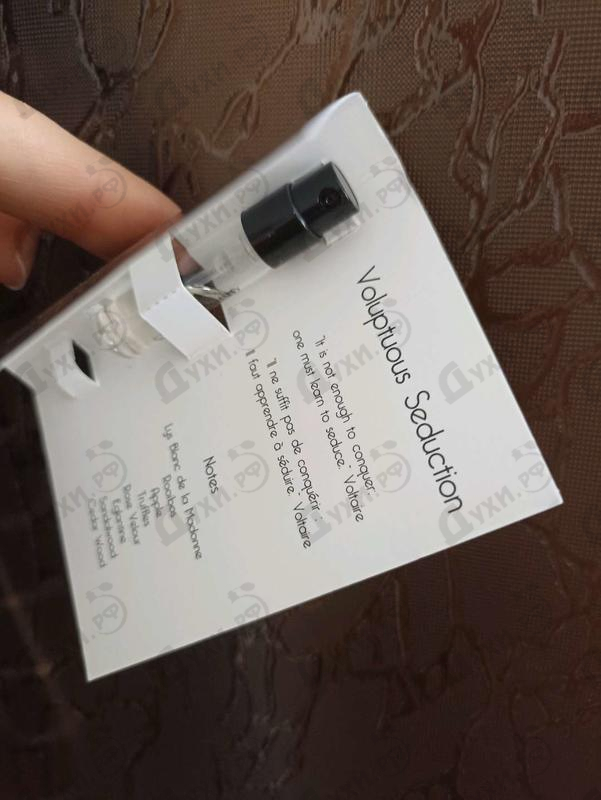 Voluptuous Seduction
"It is not enough to conquer;
one must learn to seduce." Voltaire
"Il ne suffit pas de conquérir ;
Il faut apprendre à séduire." Voltaire
Notes
Lys Blanc de la Madonne
Rooibos
Apple
Truffles
Rose Velour
Eglantine
Sandalwood
Cedar Wood
Духи.РФ